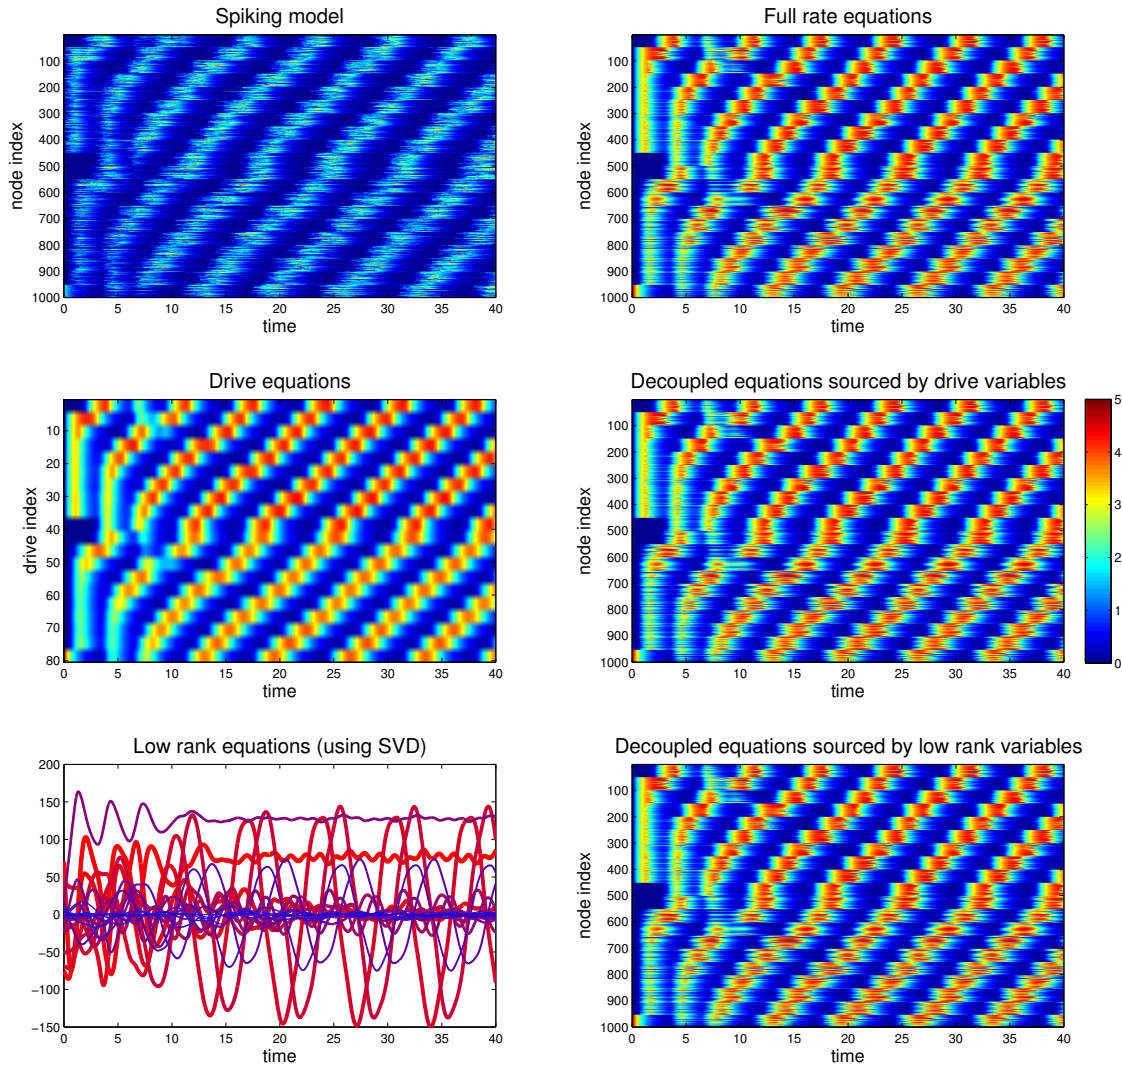 Spiking model
node index
100
200
300
400
500
600
700
800
900
1000
0 5 10 15 20 25 30 35 40
time
Full rate equations
node index
100
200
300
400
500
600
700
800
900
1000
0 5 10 15 20 25 30 35 40
time
Drive equations
drive index
10
20
30
40
50
60
70
80
0 5 10 15 20 25 30 35 40
time
Decoupled equations sourced by drive variables
node index
100
200
300
400
500
600
700
800
900
1000
0 5 10 15 20 25 30 35 40
time
5
4
3
2
1
0
Low rank equations (using SVD)
200
150
100
50
0
−50
−100
−150
0 5 10 15 20 25 30 35 40
time
Decoupled equations sourced by low rank variables
node index
100
200
300
400
500
600
700
800
900
1000
0 5 10 15 20 25 30 35 40
time